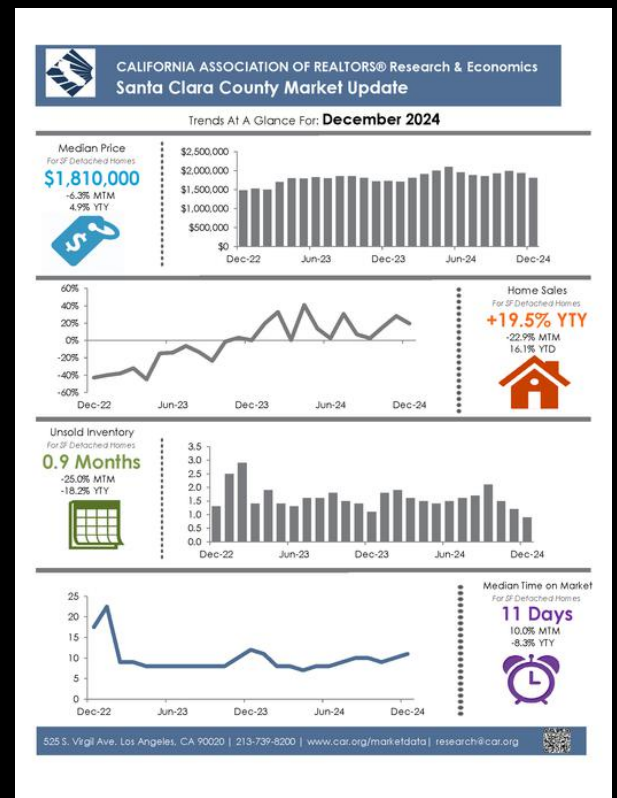 CALIFORNIA ASSOCIATION OF REALTORS® Research & Economics
Santa Clara County Market Update
Trends At A Glance For: December 2024
Median Price
For SF Detached Homes
$1,810,000
-6.3% MTM
4.9% YTY
$2,500,000
$2,000,000
$1,500,000
$1,000,000
$500,000
$0
Dec-22 Jun-23 Dec-23 Jun-24 Dec-24
60%
40%
20%
0%
-20%
-40%
-60%
Dec-22 Jun-23 Dec-23 Jun-24 Dec-24
Home Sales
For SF Detached Homes
+19.5% YTY
-22.9% MTM
16.1% YTD
Unsold Inventory
For SF Detached Homes
0.9 Months
-25.0% MTM
-18.2% YTY
3.5
3.0
2.5
2.0
1.5
1.0
0.5
0.0
Dec-22 Jun-23 Dec-23 Jun-24 Dec-24
25
20
15
10
5
0
Dec-22 Jun-23 Dec-23 Jun-24 Dec-24
Median Time on Market
For SF Detached Homes
11 Days
10.0% MTM
-8.3% YTY
525 S. Virgil Ave. Los Angeles, CA 90020 | 213-739-8200 | www.car.org/marketdata| research@car.org